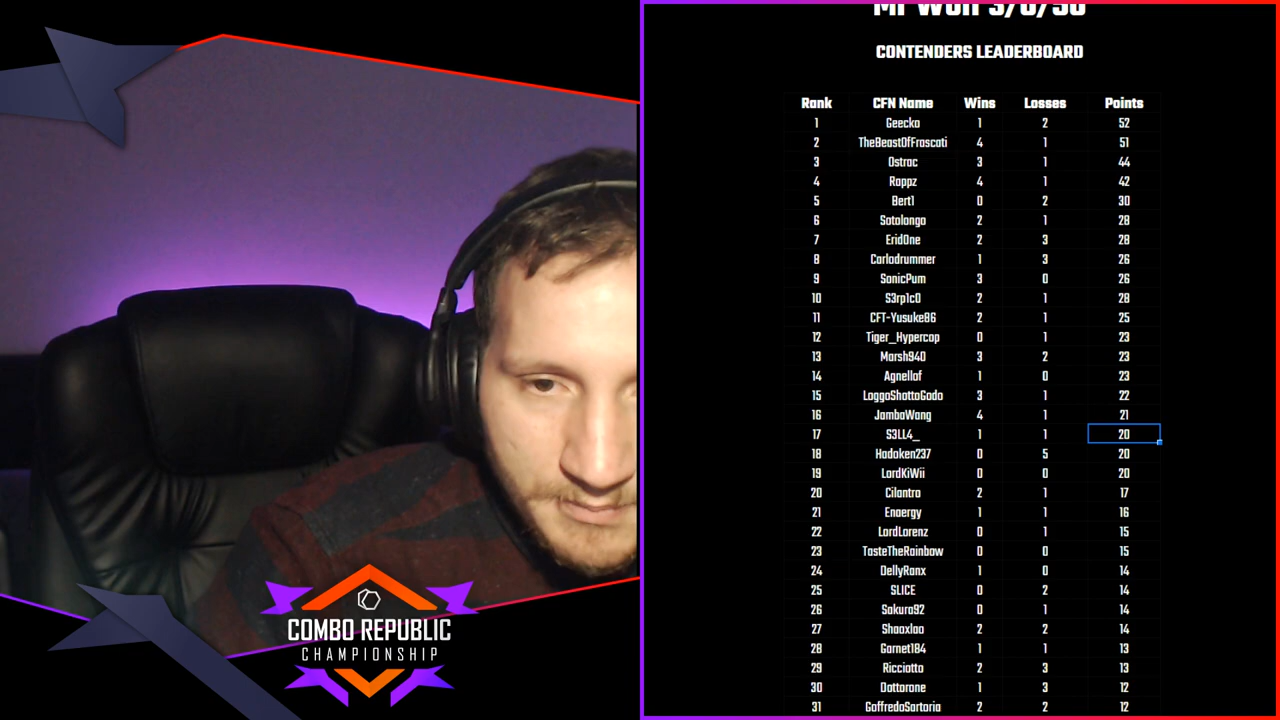 CONTENDERS LEADERBOARD
Rank CFN Name Wins Losses Points
1 Geecko 1 2 52
2 TheBeastOfFrascati 4 1 51
3 Ostrac 3 1 44
4 Rappz 4 1 42
5 Bert1 0 2 30
6 Satalongo 2 1 28
7 EridOne 2 3 28
8 Carlodrummer 1 3 26
9 SonicPum 3 0 26
10 S3rp1c0 2 1 28
11 CFT-Yusuke86 2 1 25
12 Tiger_Hypercop 0 1 23
13 Marsh940 3 2 23
14 Agnellof 1 0 23
15 LoggoShottoGado 3 1 22
16 JamboWang 4 1 21
17 S3LL4_ 1 1 20
18 Hadoken237 0 5 20
19 LordKiWii 0 0 20
20 Cilantro 2 1 17
21 Enaergy 1 1 16
22 LordLorenz 0 1 15
23 TasteTheRainbow 0 0 15
24 DellyRanx 1 0 14
25 SLICE 0 2 14
26 Sakura92 0 1 14
27 Shaoxlao 2 2 14
28 Garnet184 1 1 13
29 Ricciatto 2 3 13
30 Dottorone 1 3 12
31 GoffredoSartoria 2 2 12
COMBO REPUBLIC
CHAMPIONSHIP